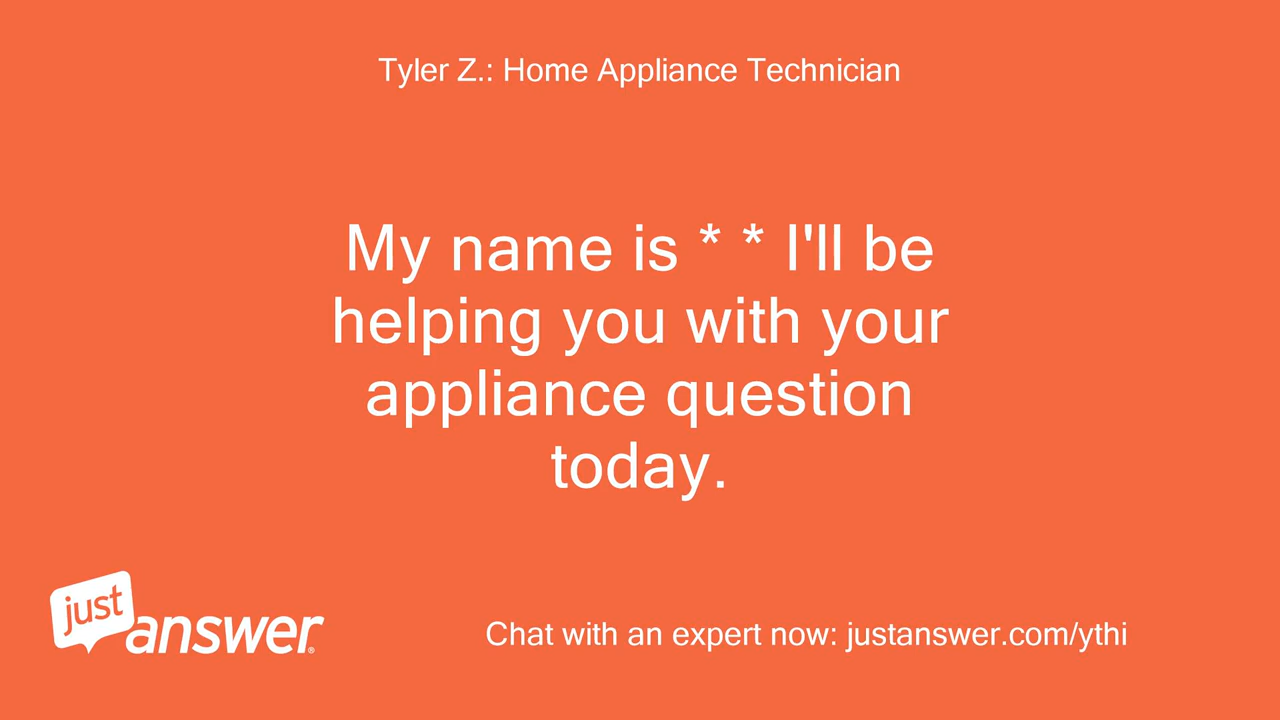 Tyler Z.: Home Appliance Technician
My name is * * I'll be
helping you with your
appliance question
today.
just
answer®
Chat with an expert now: justanswer.com/ythi